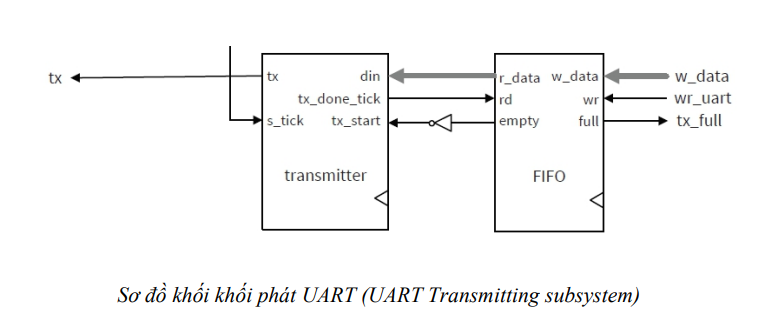 tx
tx
din
r_data
w_data
w_data
tx_done_tick
rd
wr
wr_uart
s_tick
tx_start
empty
full
tx_full
transmitter
FIFO
Sơ đồ khối khối phát UART (UART Transmitting subsystem)